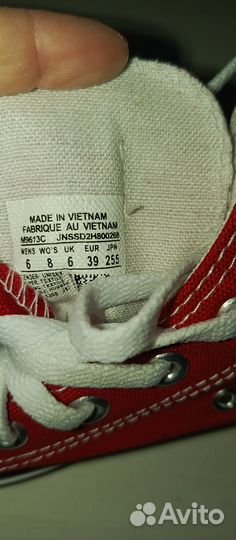 MADE IN VIETNAM
FABRIQUE AU VIETNAM
M9613C JNSSD2H800268
MENS WO'S UK EUR JPN
6 8 6 39 255
Avito